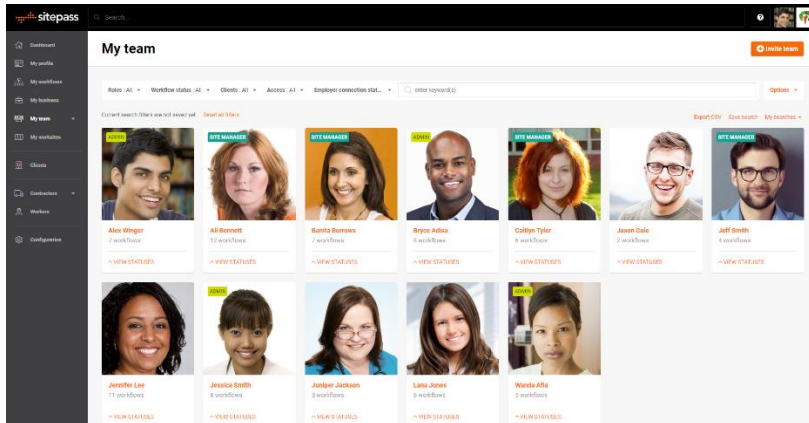 sitepass
Search...
My team
Invite team
Dashboard
My profile
My workflows
My business
My team
My worksites
Clients
Contractors
Workers
Configuration
Roles : All Workflow status : All Clients : All Access : All Employer connection stat... enter keyword(s) Options
Current search filters are not saved yet Reset all filters Export CSV Save search My searches
ADMIN SITE MANAGER SITE MANAGER ADMIN SITE MANAGER SITE MANAGER
Alex Winger Ali Bennett Banita Burrows Bryce Adisa Caitlyn Tyler Jason Cale Jeff Smith
7 workflows 12 workflows 7 workflows 6 workflows 6 workflows 2 workflows 4 workflows
VIEW STATUSES VIEW STATUSES VIEW STATUSES VIEW STATUSES VIEW STATUSES VIEW STATUSES VIEW STATUSES
ADMIN ADMIN
Jennifer Lee Jessica Smith Juniper Jackson Lana Jones Wanda Afia
11 workflows 8 workflows 3 workflows 6 workflows 3 workflows
VIEW STATUSES VIEW STATUSES VIEW STATUSES VIEW STATUSES VIEW STATUSES